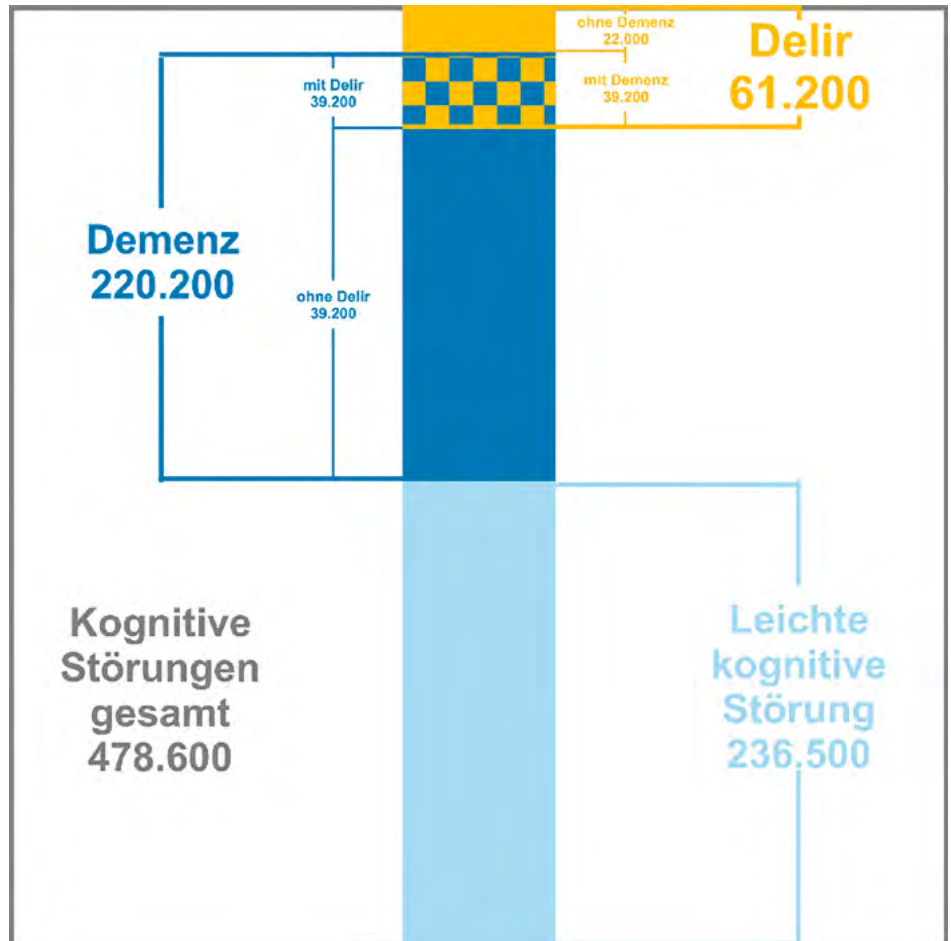 ohne Demenz
22.000
mit Demenz
39.200
Delir
61.200
mit Delir
39.200
Demenz
220.200
ohne Delir
39.200
Kognitive
Störungen
gesamt
478.600
Leichte
kognitive
Störung
236.500